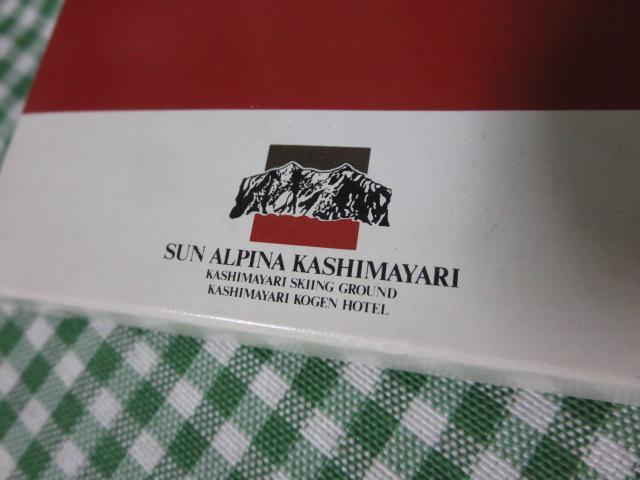 SUN ALPINA KASHIMAYARI
KASHIMAYARI SKIING GROUND
KASHIMAYARI KOGEN HOTEL